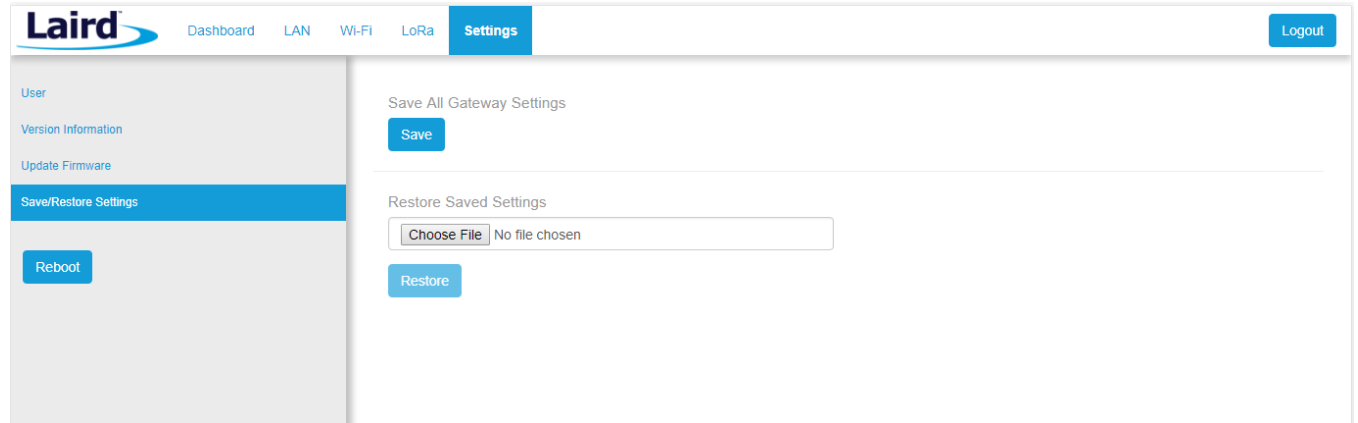 Laird™
Dashboard LAN Wi-Fi LoRa Settings Logout
User
Version Information
Update Firmware
Save/Restore Settings
Reboot
Save All Gateway Settings
Save
Restore Saved Settings
Choose File No file chosen
Restore